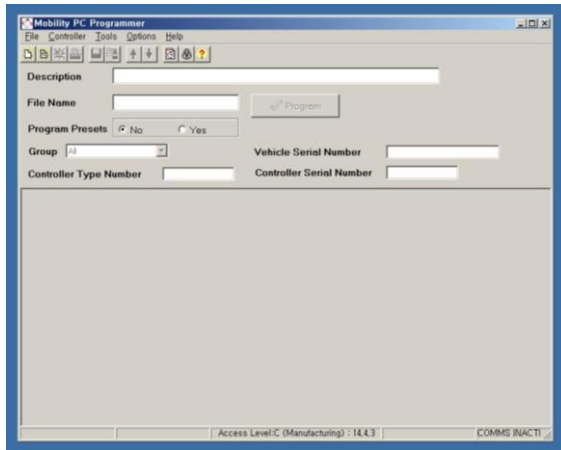 Mobility PC Programmer
File Controller Tools Options Help
Description
File Name
Program
Program Presets No Yes
Group All Vehicle Serial Number
Controller Type Number Controller Serial Number
Access Level:C (Manufacturing) : 14,4,3 COMMS INACTI